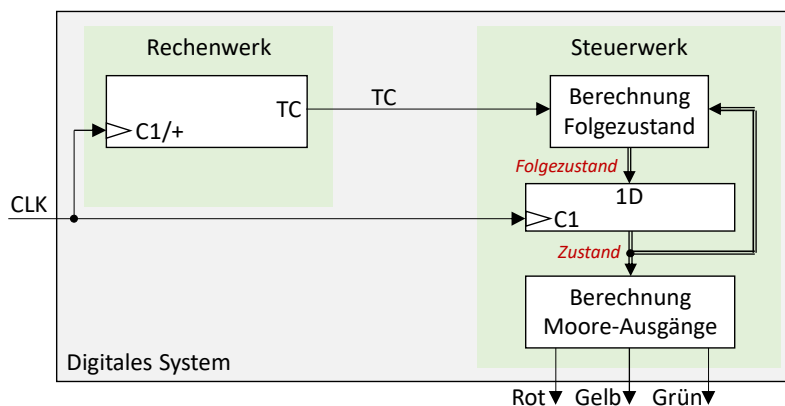 Rechenwerk
Steuerwerk
TC
C1/+
TC
Berechnung
Folgezustand
Folgezustand
CLK
1D
C1
Zustand
Berechnung
Moore-Ausgänge
Digitales System
Rot
Gelb
Grün